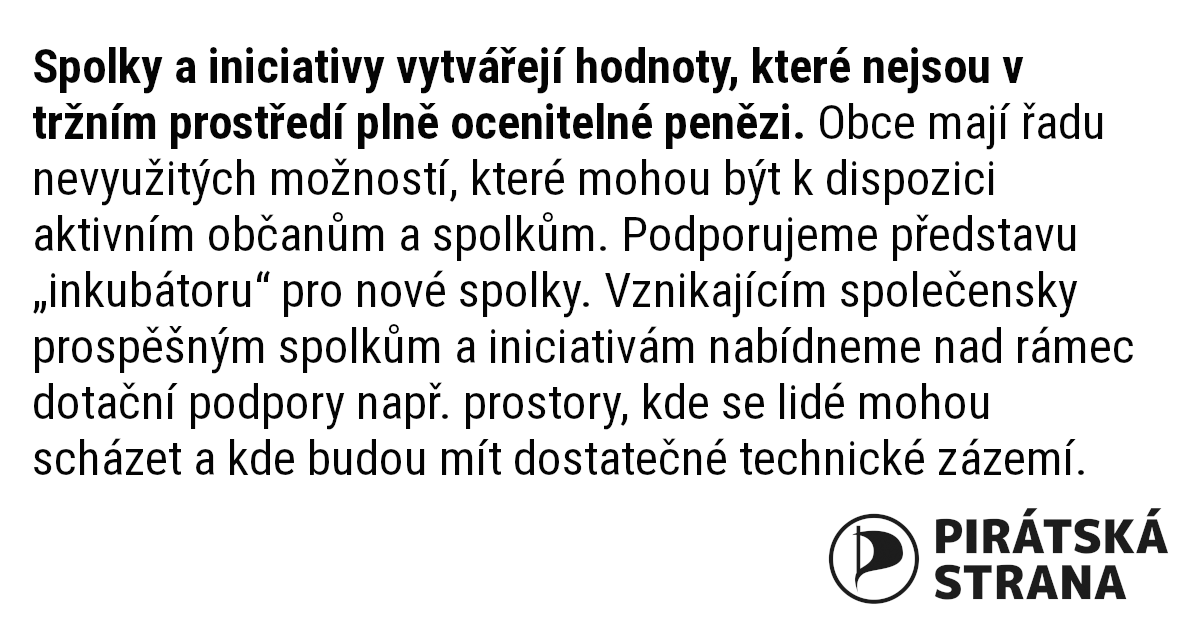 Spolky a iniciativy vytvářejí hodnoty, které nejsou v
tržním prostředí plně ocenitelné penězi. Obce mají řadu
nevyužitých možností, které mohou být k dispozici
aktivním občanům a spolkům. Podporujeme představu
„inkubátoru“ pro nové spolky. Vznikajícím společensky
prospěšným spolkům a iniciativám nabídneme nad rámec
dotační podpory např. prostory, kde se lidé mohou
scházet a kde budou mít dostatečné technické zázemí.
PIRÁTSKÁ
STRANA